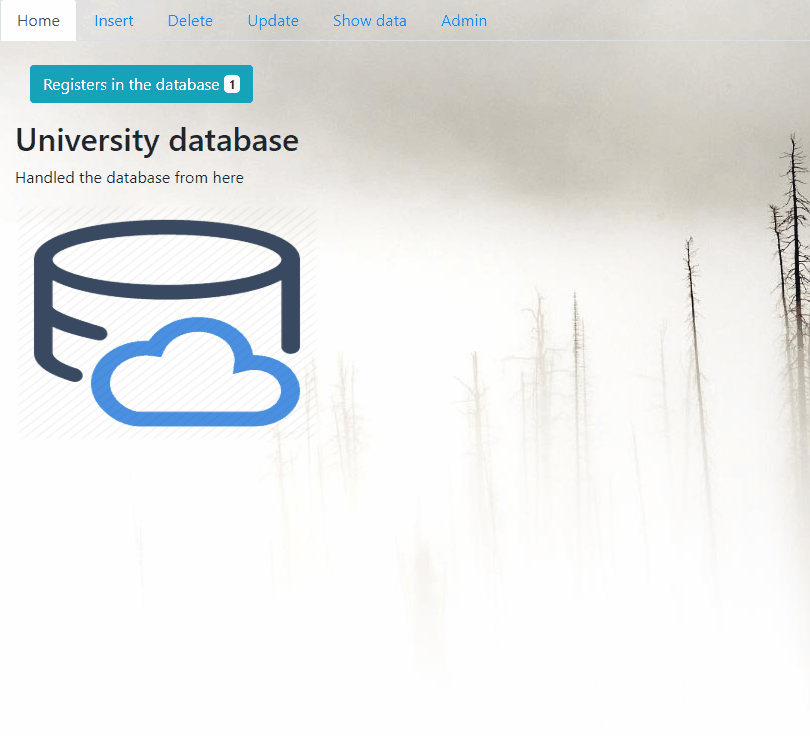 Home Insert Delete Update Show data Admin
Registers in the database 1
University database
Handled the database from here